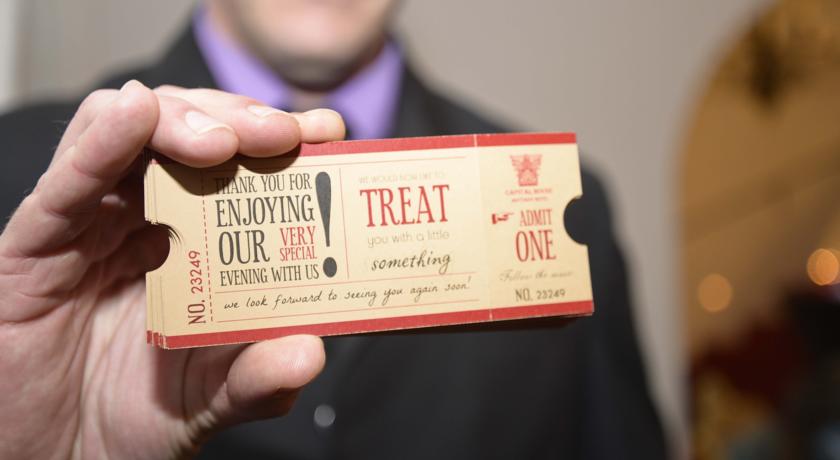 NO. 23249
THANK YOU FOR
ENJOYING
OUR VERY SPECIAL
EVENING WITH US!
WE WOULD NOW LIKE TO
TREAT
you with a little
something
we look forward to seeing you again soon!
CAPITAL HOUSE
ADMIT
ONE
Follow the
NO. 23249